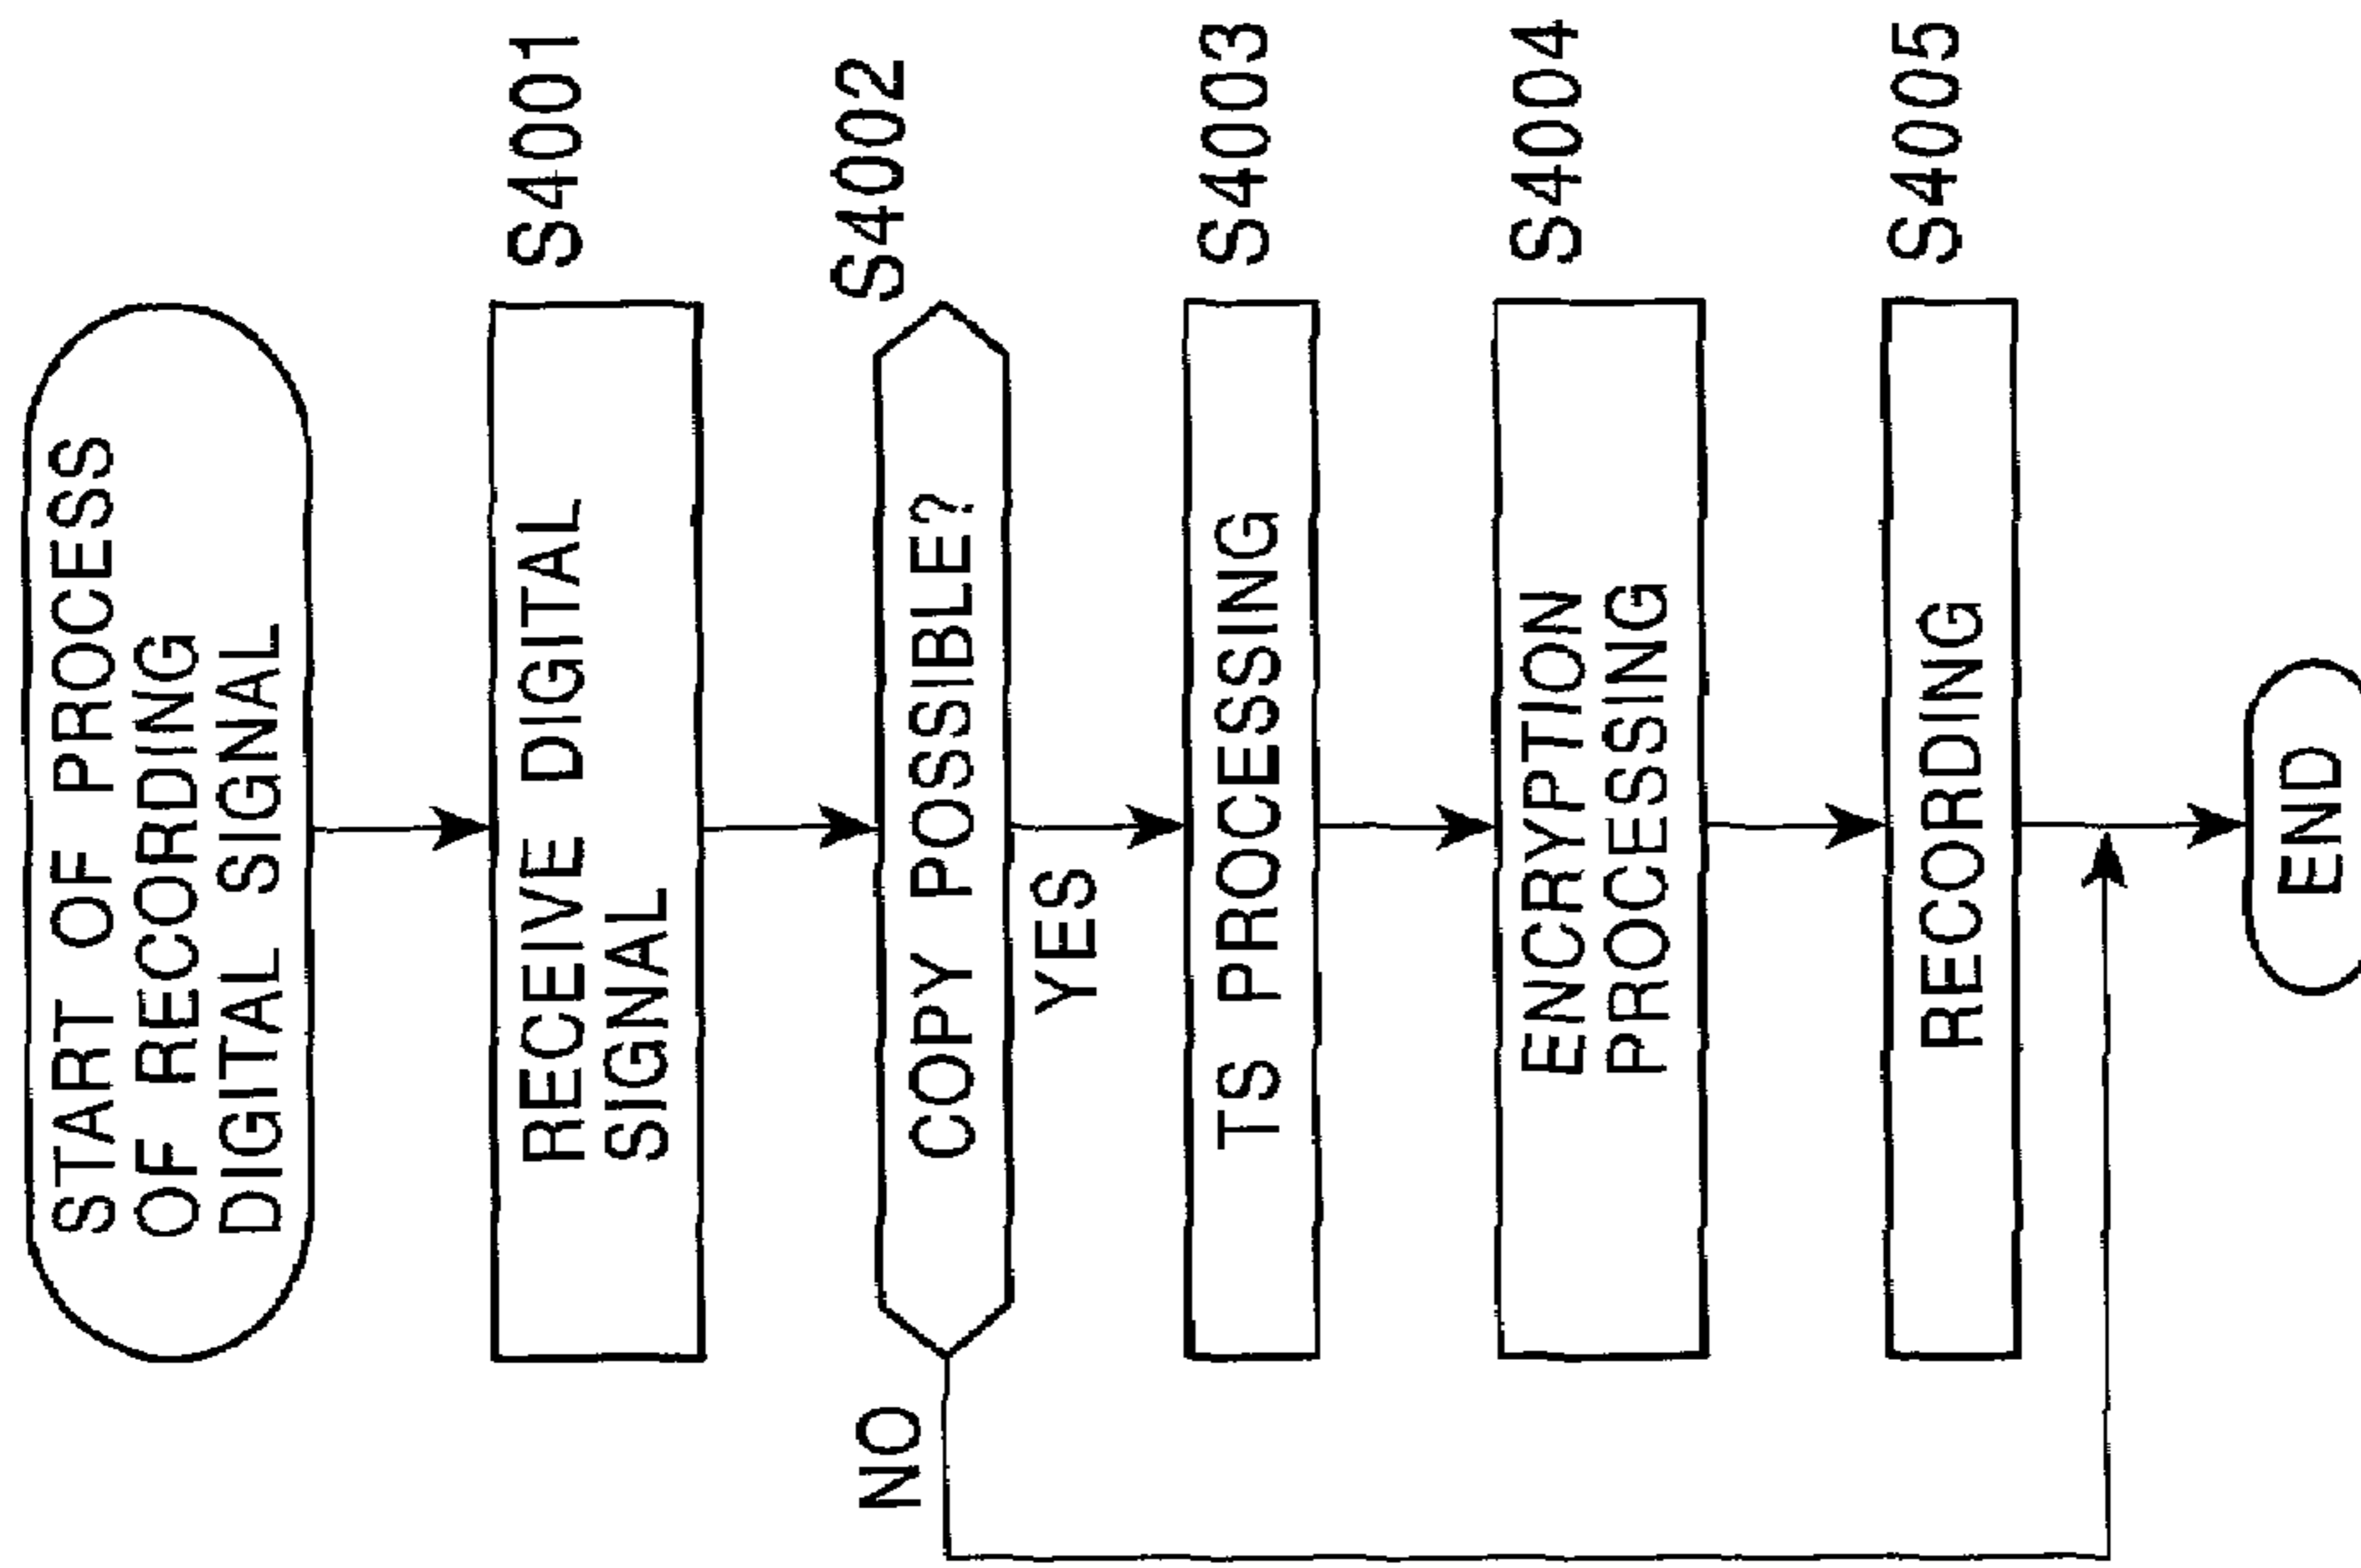 START OF PROCESS
OF RECORDING
DIGITAL SIGNAL
S4001
RECEIVE DIGITAL
SIGNAL
S4002
COPY POSSIBLE?
NO
YES
S4003
TS PROCESSING
S4004
ENCRYPTION
PROCESSING
S4005
RECORDING
END